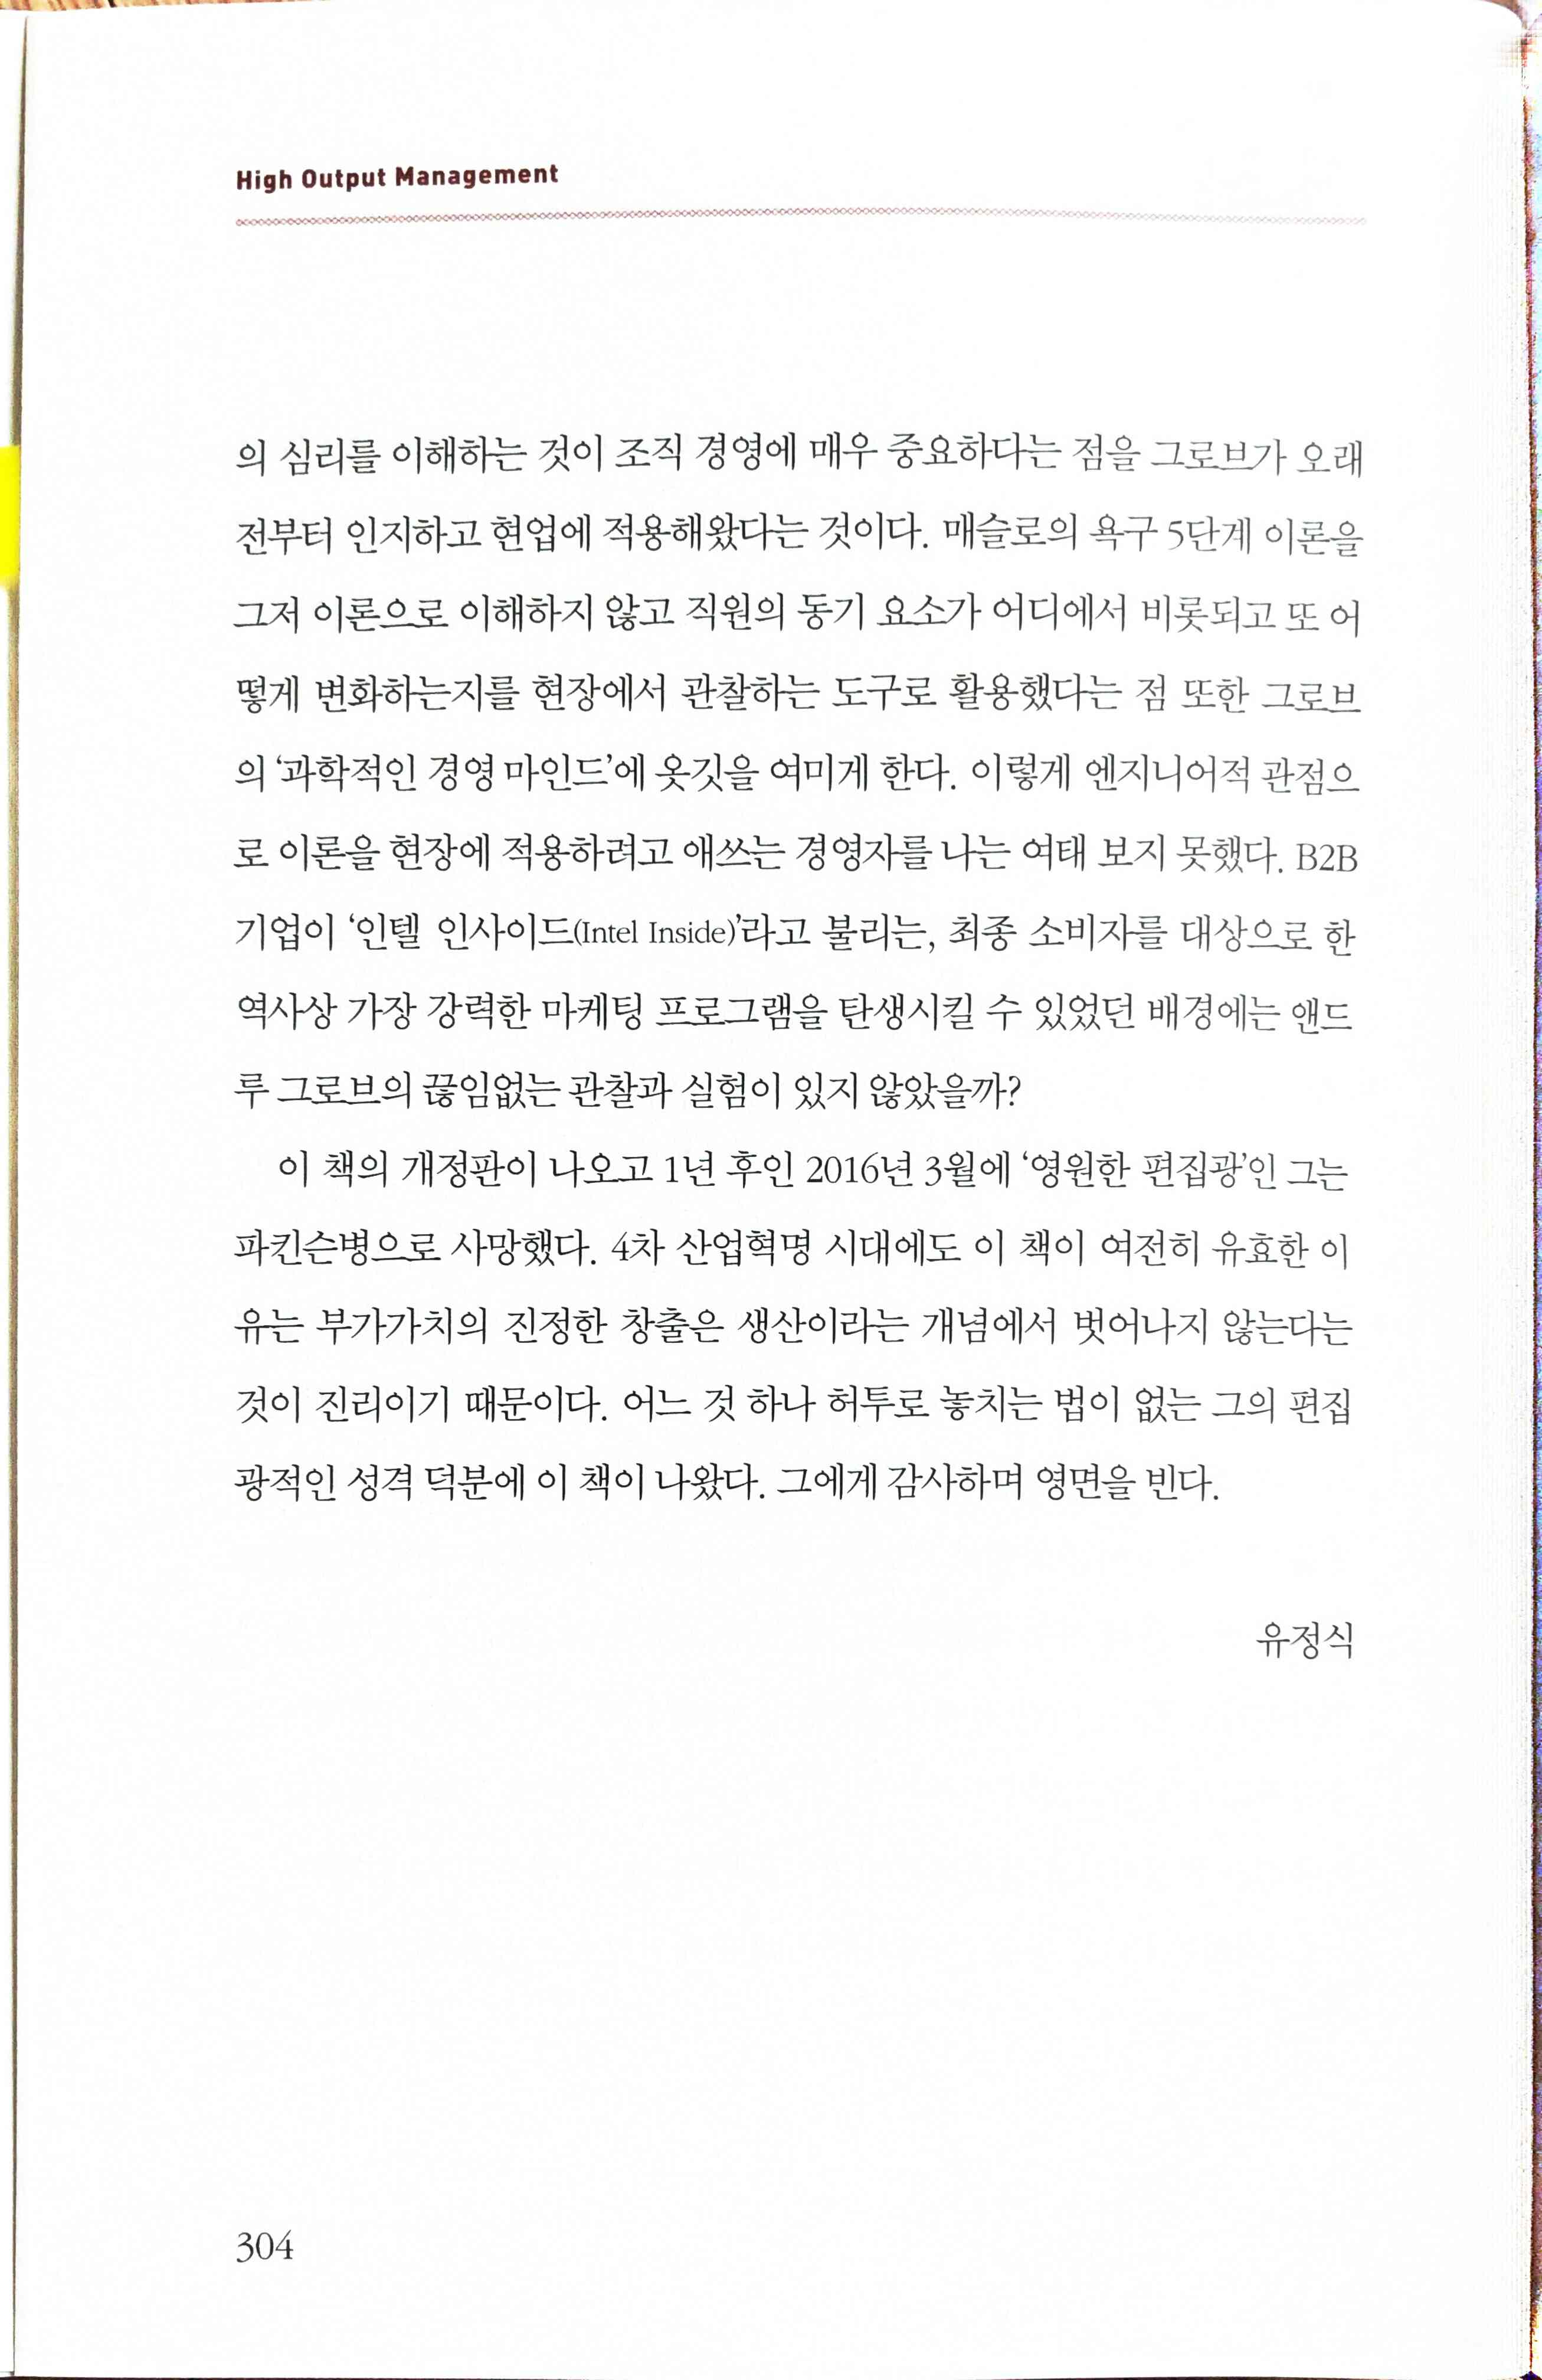 High Output Management
의 심리를 이해하는 것이 조직 경영에 매우 중요하다는 점을 그로브가 오래
전부터 인지하고 현업에 적용해왔다는 것이다. 매슬로의 욕구 5단계 이론을
그저 이론으로 이해하지 않고 직원의 동기 요소가 어디에서 비롯되고 또 어
떻게 변화하는지를 현장에서 관찰하는 도구로 활용했다는 점 또한 그로브
의 ‘과학적인 경영 마인드’에 옷깃을 여미게 한다. 이렇게 엔지니어적 관점으
로 이론을 현장에 적용하려고 애쓰는 경영자를 나는 여태 보지 못했다. B2B
기업이 ‘인텔 인사이드(Intel Inside)’라고 불리는, 최종 소비자를 대상으로 한
역사상 가장 강력한 마케팅 프로그램을 탄생시킬 수 있었던 배경에는 앤드
루 그로브의 끊임없는 관찰과 실험이 있지 않았을까?
이 책의 개정판이 나오고 1년 후인 2016년 3월에 ‘영원한 편집광’인 그는
파킨슨병으로 사망했다. 4차 산업혁명 시대에도 이 책이 여전히 유효한 이
유는 부가가치의 진정한 창출은 생산이라는 개념에서 벗어나지 않는다는
것이 진리이기 때문이다. 어느 것 하나 허투로 놓치는 법이 없는 그의 편집
광적인 성격 덕분에 이 책이 나왔다. 그에게 감사하며 영면을 빈다.
유정식
304